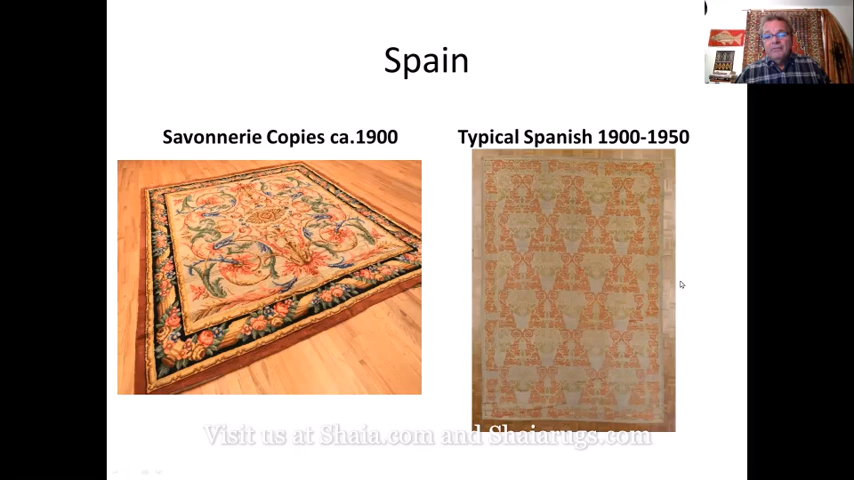 Spain
Savonnerie Copies ca.1900
Typical Spanish 1900-1950
Visit us at Shaia.com and Shaiarugs.com